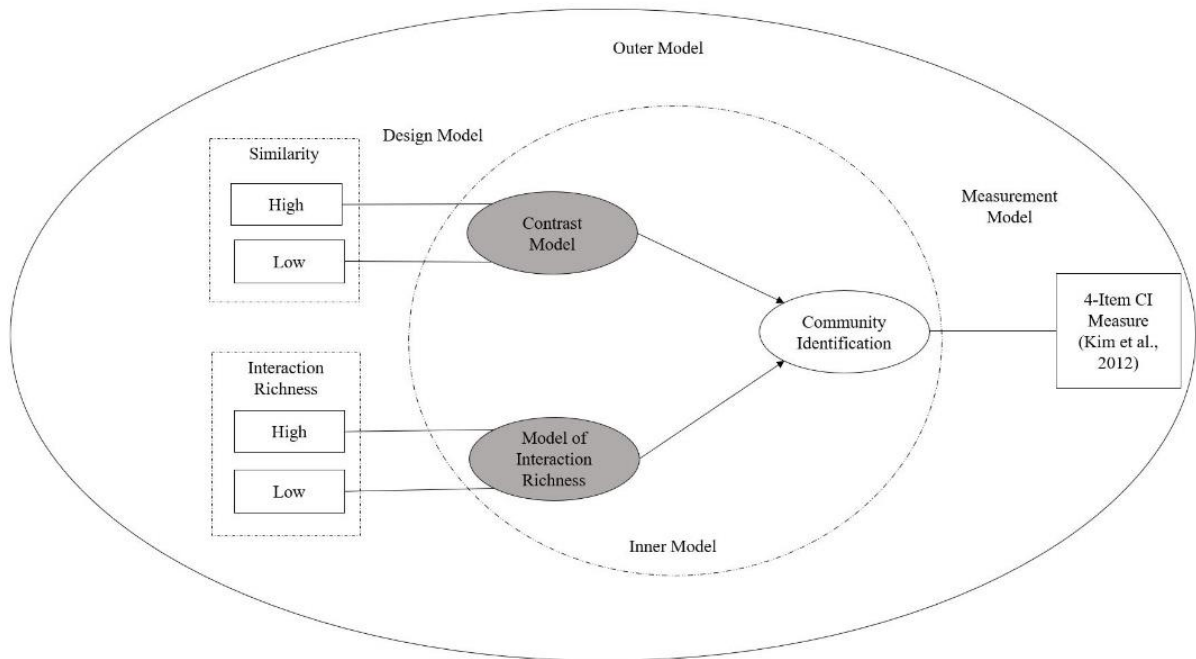 Outer Model
Design Model
Similarity
High
Low
Contrast
Model
Measurement
Model
4-Item CI
Measure
(Kim et al.,
2012)
Community
Identification
Interaction
Richness
High
Low
Model of
Interaction
Richness
Inner Model